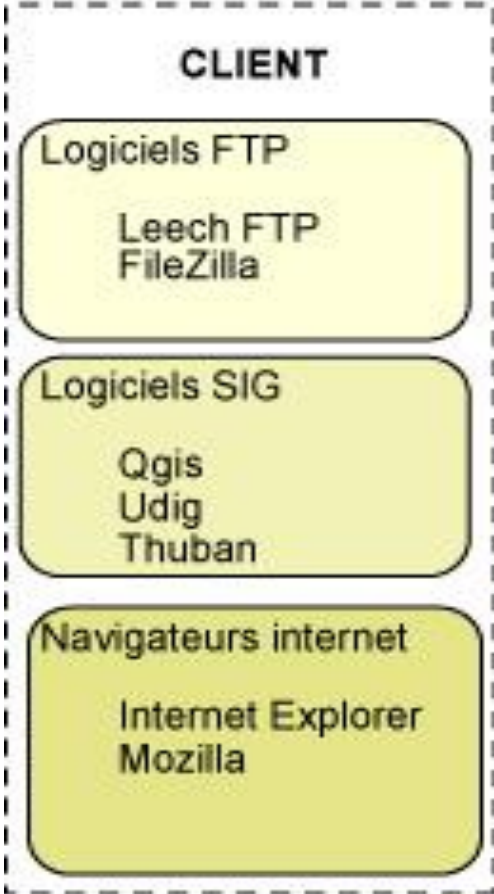 CLIENT
Logiciels FTP
Leech FTP
FileZilla
Logiciels SIG
Qgis
Udig
Thuban
Navigateurs internet
Internet Explorer
Mozilla